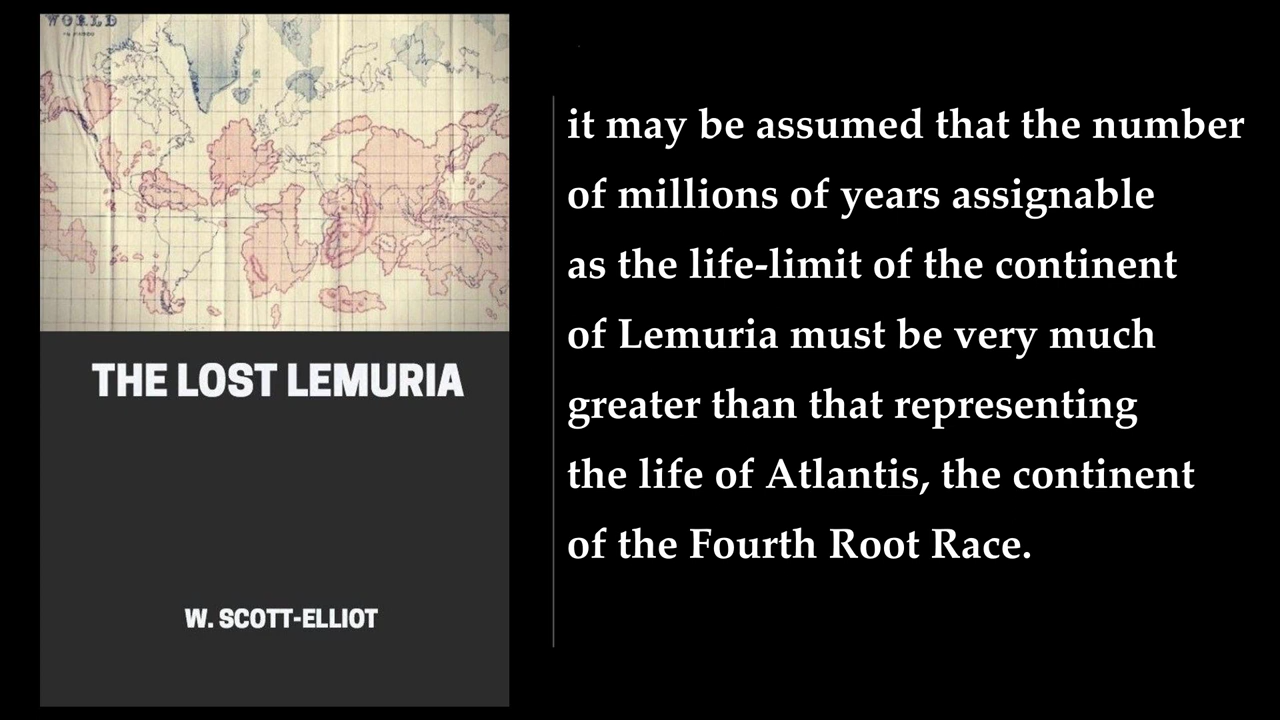 WORLD
THE LOST LEMURIA
W. SCOTT-ELLIOT
it may be assumed that the number
of millions of years assignable
as the life-limit of the continent
of Lemuria must be very much
greater than that representing
the life of Atlantis, the continent
of the Fourth Root Race.